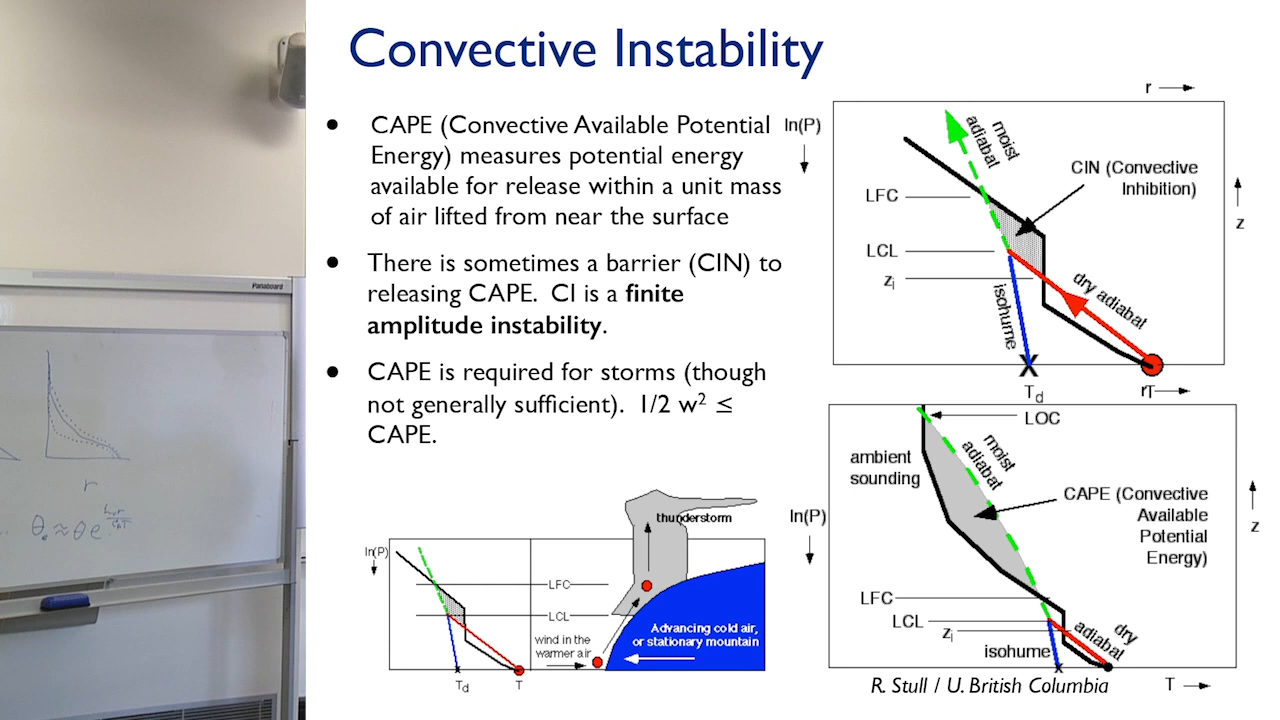 Convective Instability
● CAPE (Convective Available Potential
Energy) measures potential energy
available for release within a unit mass
of air lifted from near the surface
● There is sometimes a barrier (CIN) to
releasing CAPE. CI is a finite
amplitude instability.
● CAPE is required for storms (though
not generally sufficient). 1/2 w² ≤
CAPE.
r
ln(P)
moist
adiabat
CIN (Convective
Inhibition)
LFC
z
LCL
zi
dry adiabat
isohume
X
Td
rT
LOC
ambient
sounding
moist
adiabat
CAPE (Convective
Available
Potential
Energy)
ln(P)
z
LFC
LCL
zi
dry
adiabat
isohume
x
R. Stull / U. British Columbia
T
thunderstorm
ln(P)
LFC
LCL
wind in the
warmer air
Advancing cold air,
or stationary mountain
x
Td
T
Panaboard
r
θe ≈ θ e